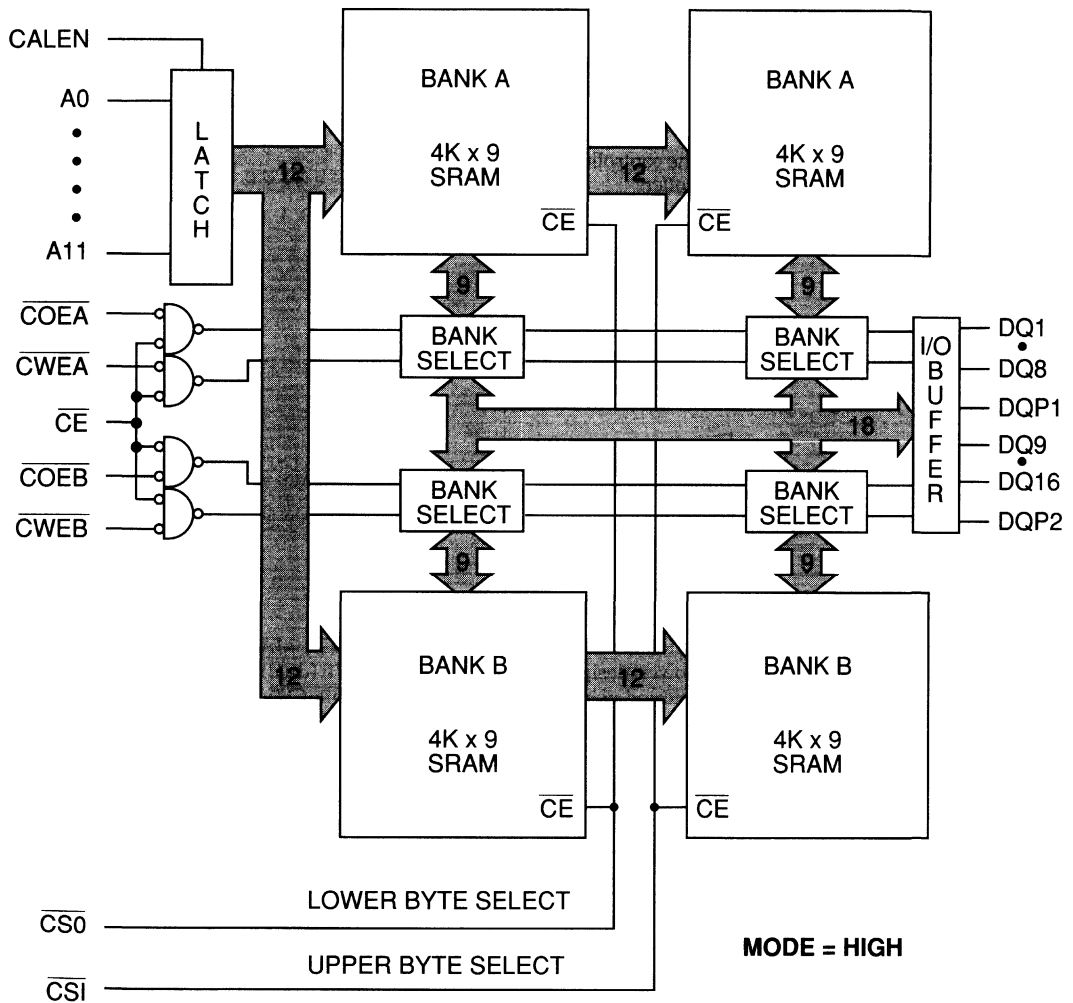 CALEN
A0
A11
LATCH
12
BANK A
4K x 9
SRAM
CE
12
BANK A
4K x 9
SRAM
CE
9
9
COEA
CWEA
CE
COEB
CWEB
BANK
SELECT
BANK
SELECT
18
BANK
SELECT
BANK
SELECT
I/O
BUFFER
DQ1
DQ8
DQP1
DQ9
DQ16
DQP2
9
9
12
BANK B
4K x 9
SRAM
CE
12
BANK B
4K x 9
SRAM
CE
LOWER BYTE SELECT
CS0
UPPER BYTE SELECT
CSI
MODE = HIGH